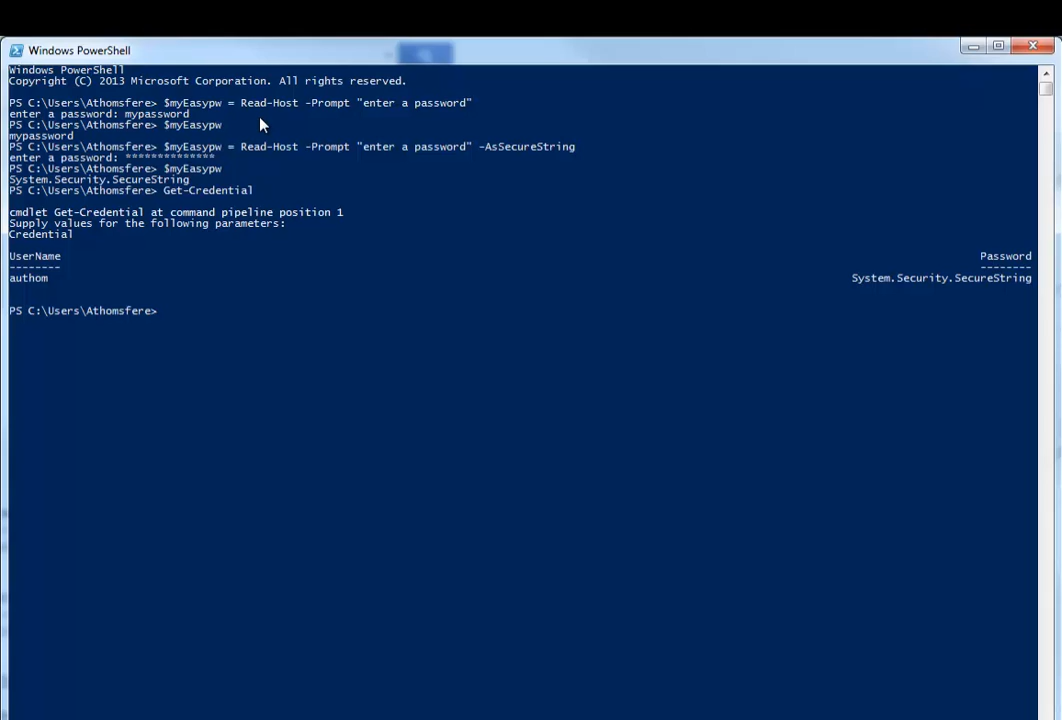 Windows PowerShell
Windows PowerShell
Copyright (C) 2013 Microsoft Corporation. All rights reserved.
PS C:\Users\Athomsfere> $myEasypw = Read-Host -Prompt "enter a password"
enter a password: mypassword
PS C:\Users\Athomsfere> $myEasypw
mypassword
PS C:\Users\Athomsfere> $myEasypw = Read-Host -Prompt "enter a password" -AsSecureString
enter a password: **************
PS C:\Users\Athomsfere> $myEasypw
System.Security.SecureString
PS C:\Users\Athomsfere> Get-Credential
cmdlet Get-Credential at command pipeline position 1
Supply values for the following parameters:
Credential
UserName Password
-------- --------
authom System.Security.SecureString
PS C:\Users\Athomsfere>